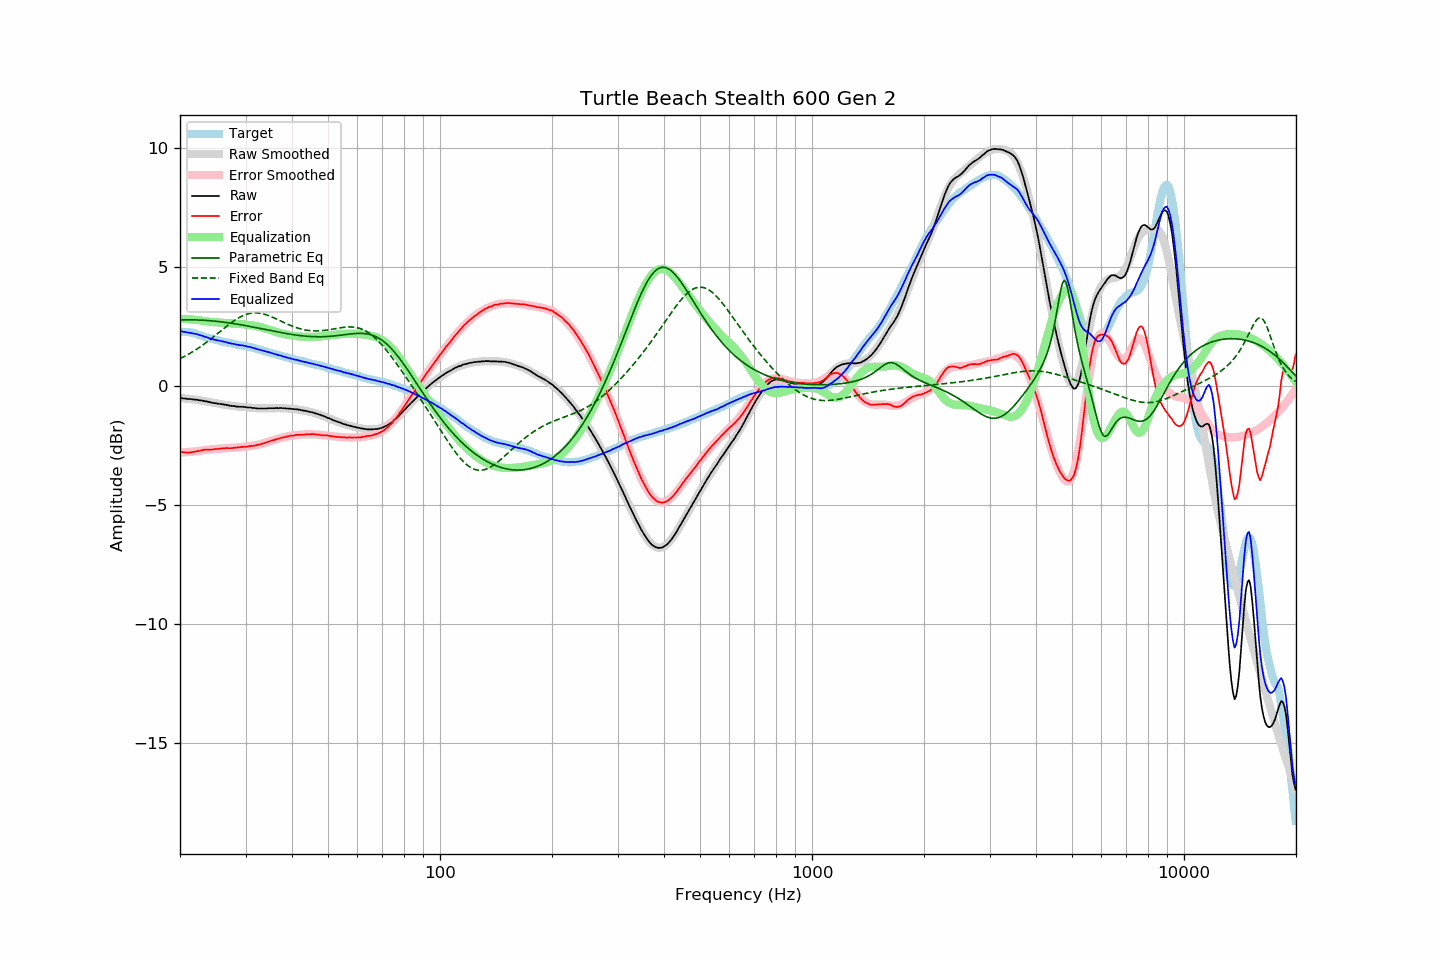 Turtle Beach Stealth 600 Gen 2
Target
Raw Smoothed
Error Smoothed
Raw
Error
Equalization
Parametric Eq
Fixed Band Eq
Equalized
10
5
0
−5
−10
−15
Amplitude (dBr)
100
1000
10000
Frequency (Hz)